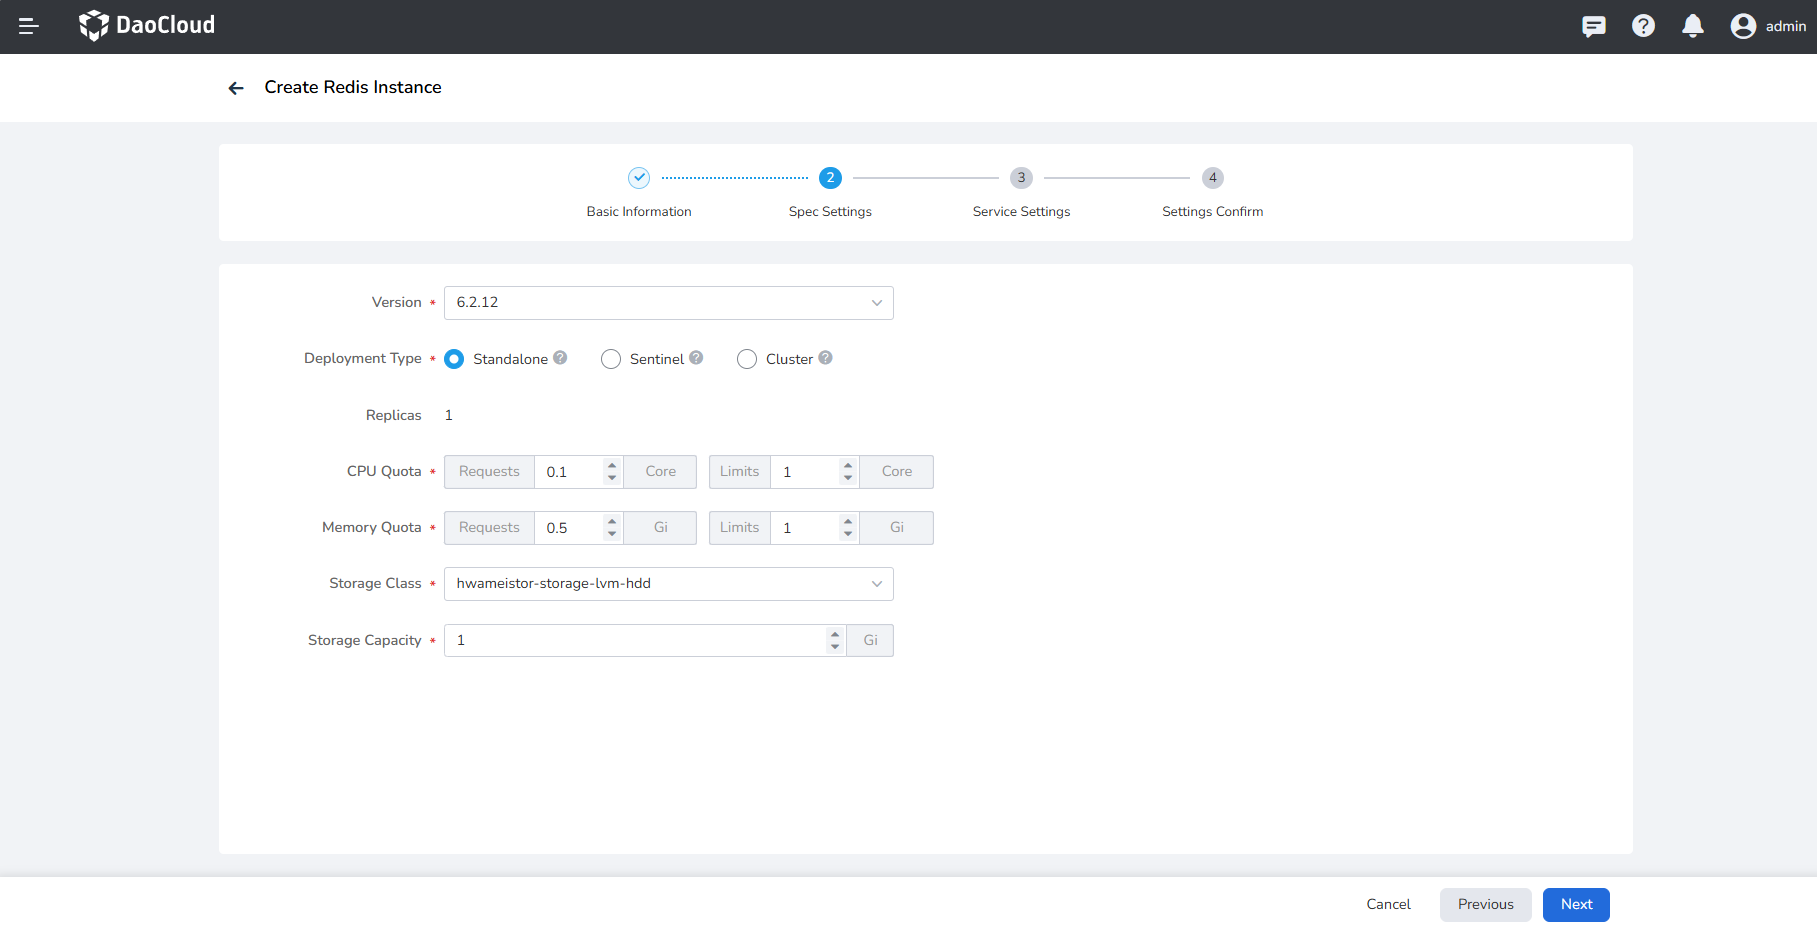 DaoCloud
admin
Create Redis Instance
2
3
4
Basic Information
Spec Settings
Service Settings
Settings Confirm
Version * 6.2.12
Deployment Type * Standalone ? Sentinel ? Cluster ?
Replicas 1
CPU Quota * Requests 0.1 Core Limits 1 Core
Memory Quota * Requests 0.5 Gi Limits 1 Gi
Storage Class * hwameistor-storage-lvm-hdd
Storage Capacity * 1 Gi
Cancel Previous Next